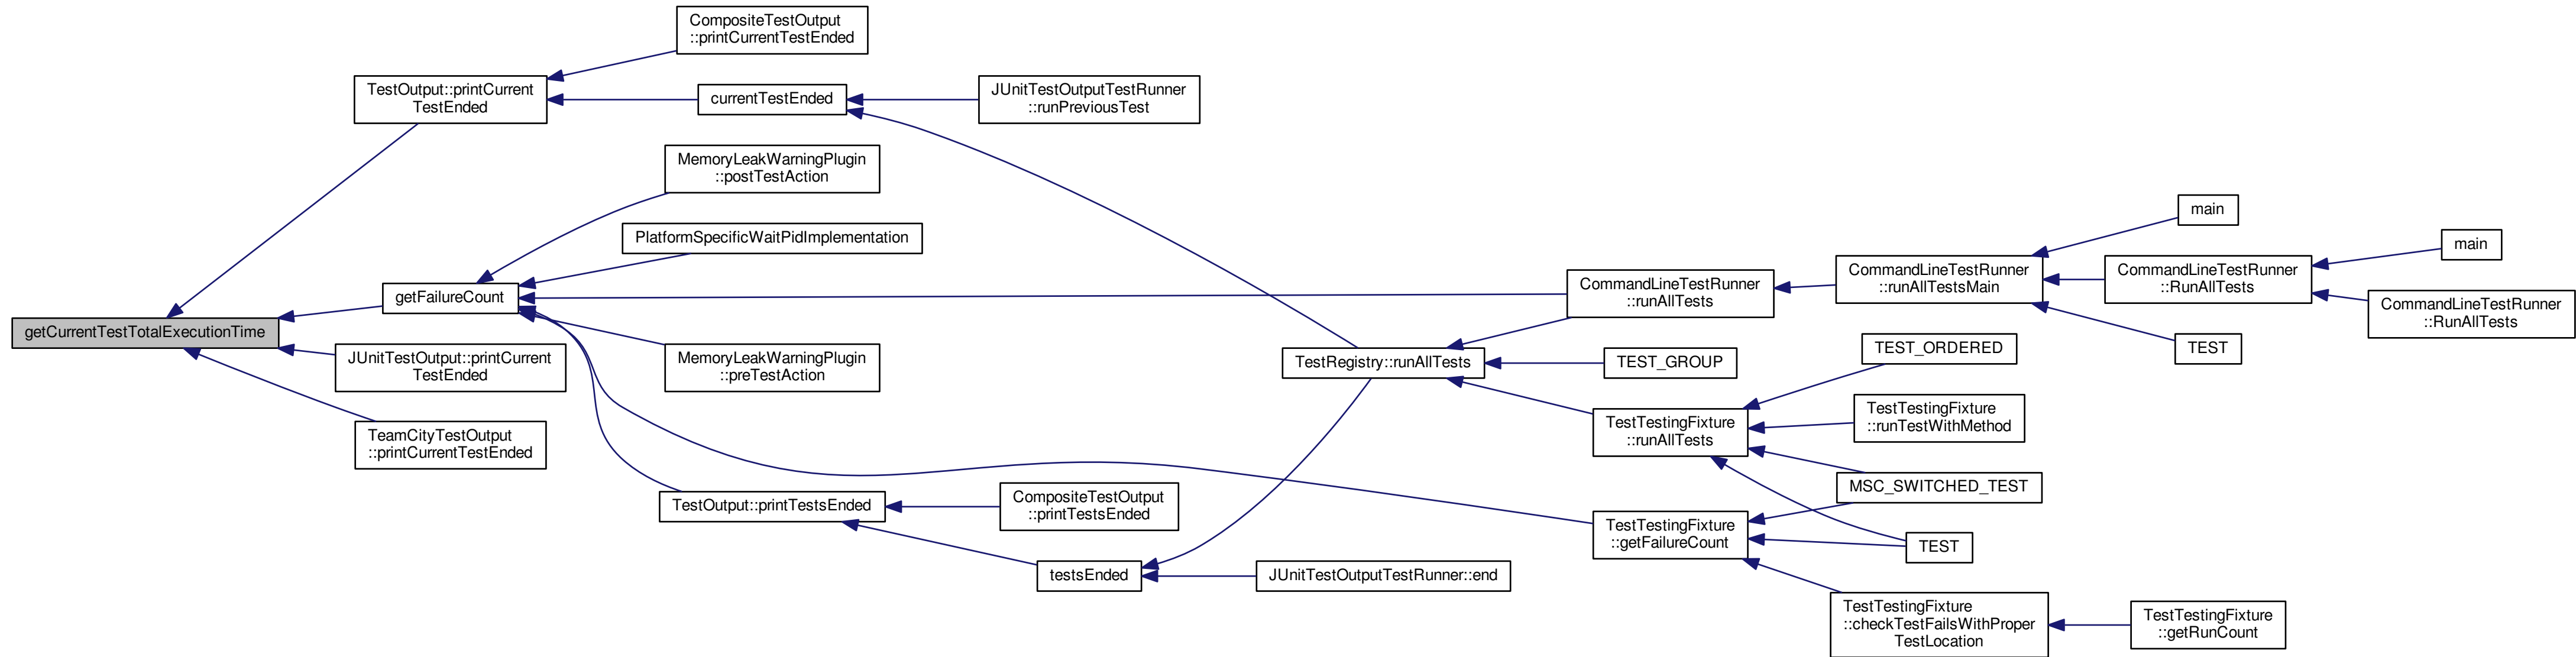 CompositeTestOutput
::printCurrentTestEnded
TestOutput::printCurrent
TestEnded
currentTestEnded
JUnitTestOutputTestRunner
::runPreviousTest
MemoryLeakWarningPlugin
::postTestAction
PlatformSpecificWaitPidImplementation
getFailureCount
getCurrentTestTotalExecutionTime
JUnitTestOutput::printCurrent
TestEnded
MemoryLeakWarningPlugin
::preTestAction
TeamCityTestOutput
::printCurrentTestEnded
TestOutput::printTestsEnded
CompositeTestOutput
::printTestsEnded
testsEnded
JUnitTestOutputTestRunner::end
TestRegistry::runAllTests
CommandLineTestRunner
::runAllTests
TEST_GROUP
TestTestingFixture
::runAllTests
TestTestingFixture
::getFailureCount
CommandLineTestRunner
::runAllTestsMain
main
CommandLineTestRunner
::RunAllTests
TEST
main
CommandLineTestRunner
::RunAllTests
TEST_ORDERED
TestTestingFixture
::runTestWithMethod
MSC_SWITCHED_TEST
TEST
TestTestingFixture
::checkTestFailsWithProper
TestLocation
TestTestingFixture
::getRunCount